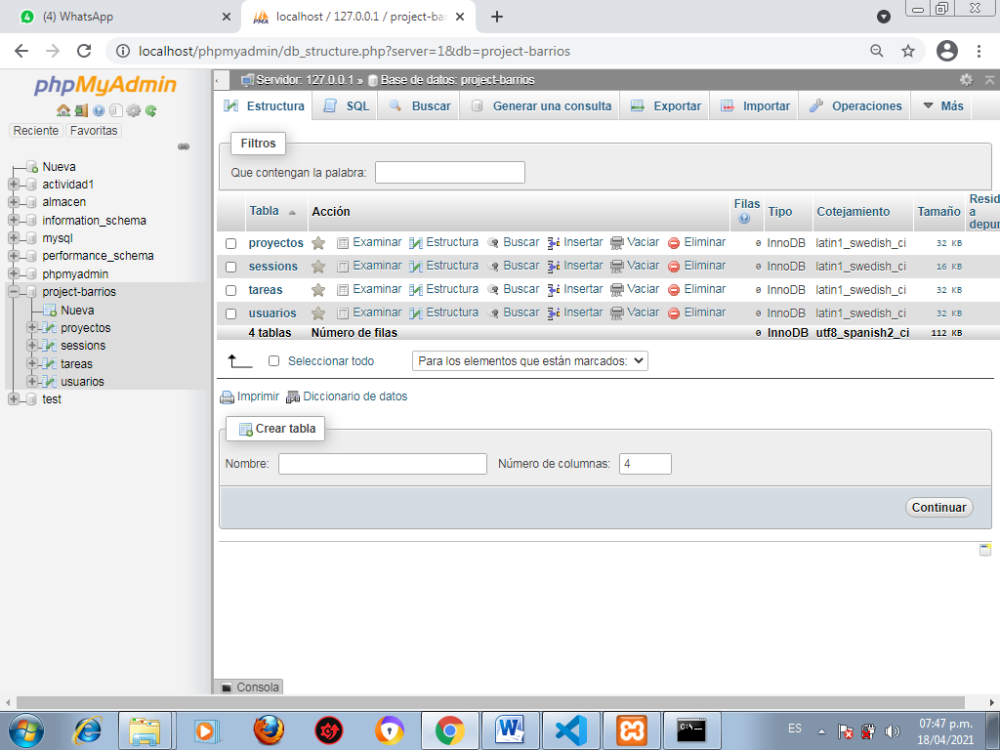 (4) WhatsApp
localhost / 127.0.0.1 / project-bar
localhost/phpmyadmin/db_structure.php?server=1&db=project-barrios
phpMyAdmin
Reciente Favoritas
Nueva
actividad1
almacen
information_schema
mysql
performance_schema
phpmyadmin
project-barrios
Nueva
proyectos
sessions
tareas
usuarios
test
Servidor: 127.0.0.1 » Base de datos: project-barrios
Estructura SQL Buscar Generar una consulta Exportar Importar Operaciones Más
Filtros
Que contengan la palabra:
Tabla Acción Filas Tipo Cotejamiento Tamaño Resid
a
depur
proyectos Examinar Estructura Buscar Insertar Vaciar Eliminar 0 InnoDB latin1_swedish_ci 32 KB
sessions Examinar Estructura Buscar Insertar Vaciar Eliminar 0 InnoDB latin1_swedish_ci 16 KB
tareas Examinar Estructura Buscar Insertar Vaciar Eliminar 0 InnoDB latin1_swedish_ci 32 KB
usuarios Examinar Estructura Buscar Insertar Vaciar Eliminar 0 InnoDB latin1_swedish_ci 32 KB
4 tablas Número de filas 0 InnoDB utf8_spanish2_ci 112 KB
Seleccionar todo Para los elementos que están marcados:
Imprimir Diccionario de datos
Crear tabla
Nombre: Número de columnas: 4
Continuar
Consola
ES 07:47 p.m.
18/04/2021